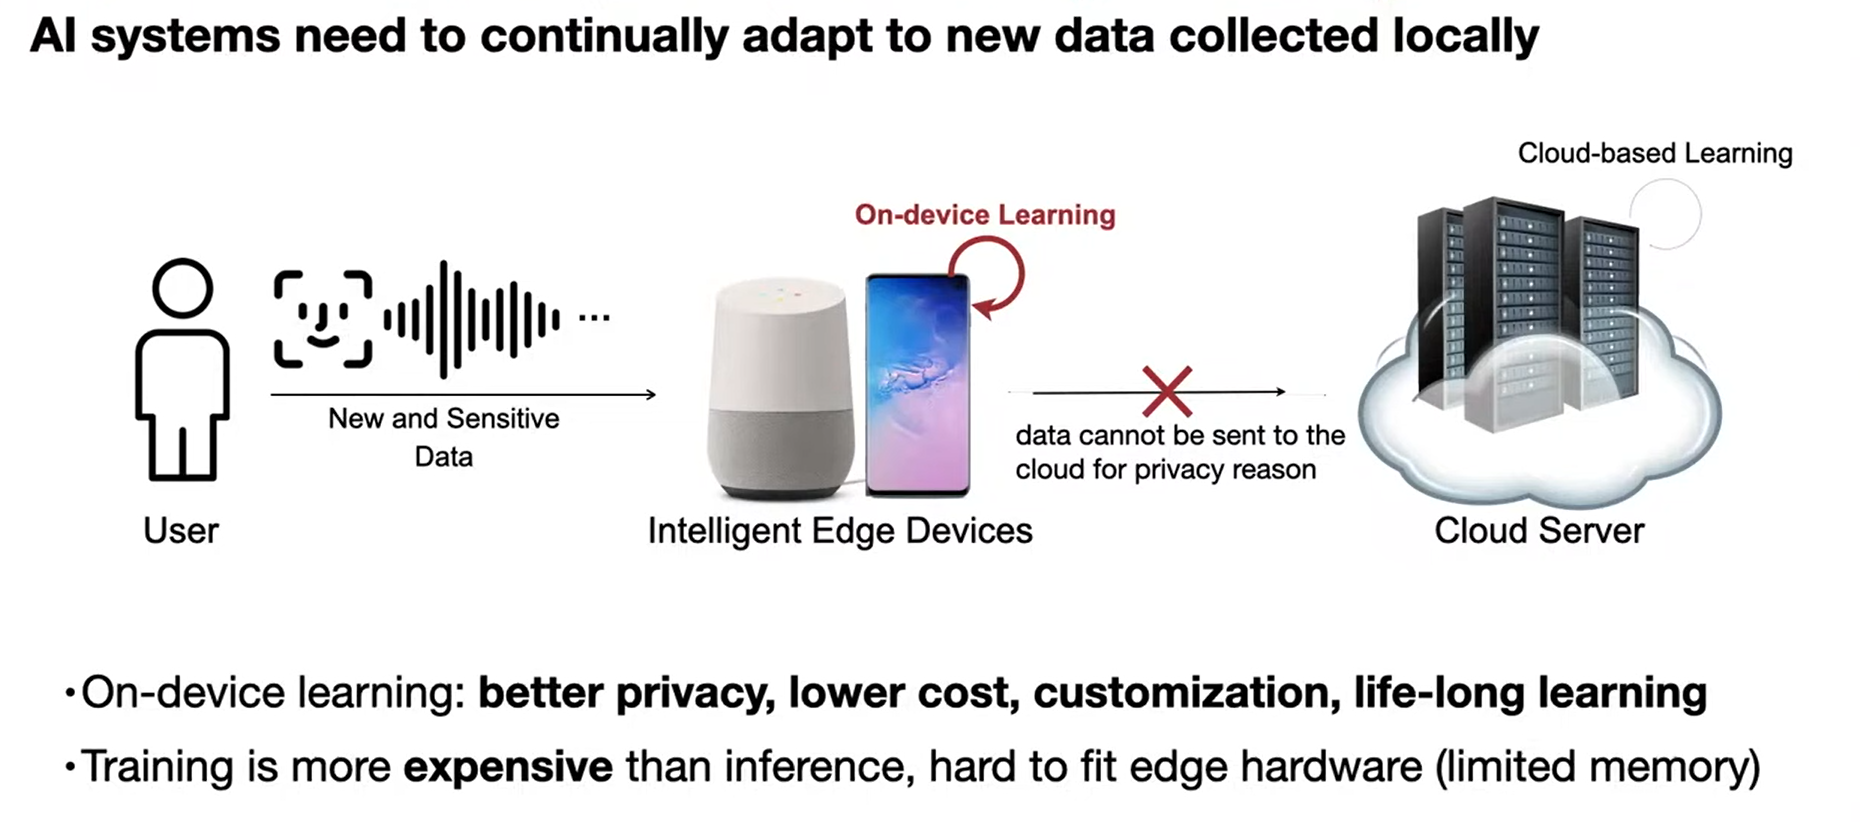 AI systems need to continually adapt to new data collected locally
Cloud-based Learning
On-device Learning
...
New and Sensitive
Data
data cannot be sent to the
cloud for privacy reason
User
Intelligent Edge Devices
Cloud Server
•On-device learning: better privacy, lower cost, customization, life-long learning
•Training is more expensive than inference, hard to fit edge hardware (limited memory)